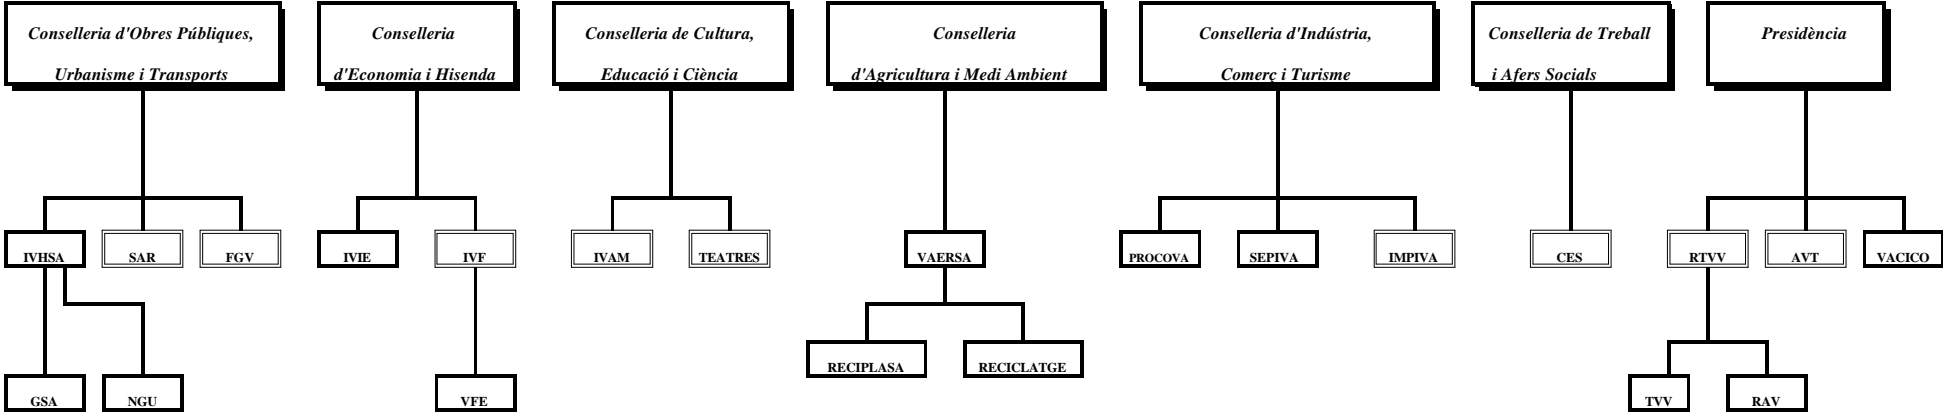 Conselleria d'Obres Públiques,
Urbanisme i Transports
Conselleria
d'Economia i Hisenda
Conselleria de Cultura,
Educació i Ciència
Conselleria
d'Agricultura i Medi Ambient
Conselleria d'Indústria,
Comerç i Turisme
Conselleria de Treball
i Afers Socials
Presidència
IVHSA
SAR
FGV
IVIE
IVF
IVAM
TEATRES
VAERSA
PROCOVA
SEPIVA
IMPIVA
CES
RTVV
AVT
VACICO
RECIPLASA
RECICLATGE
GSA
NGU
VFE
TVV
RAV